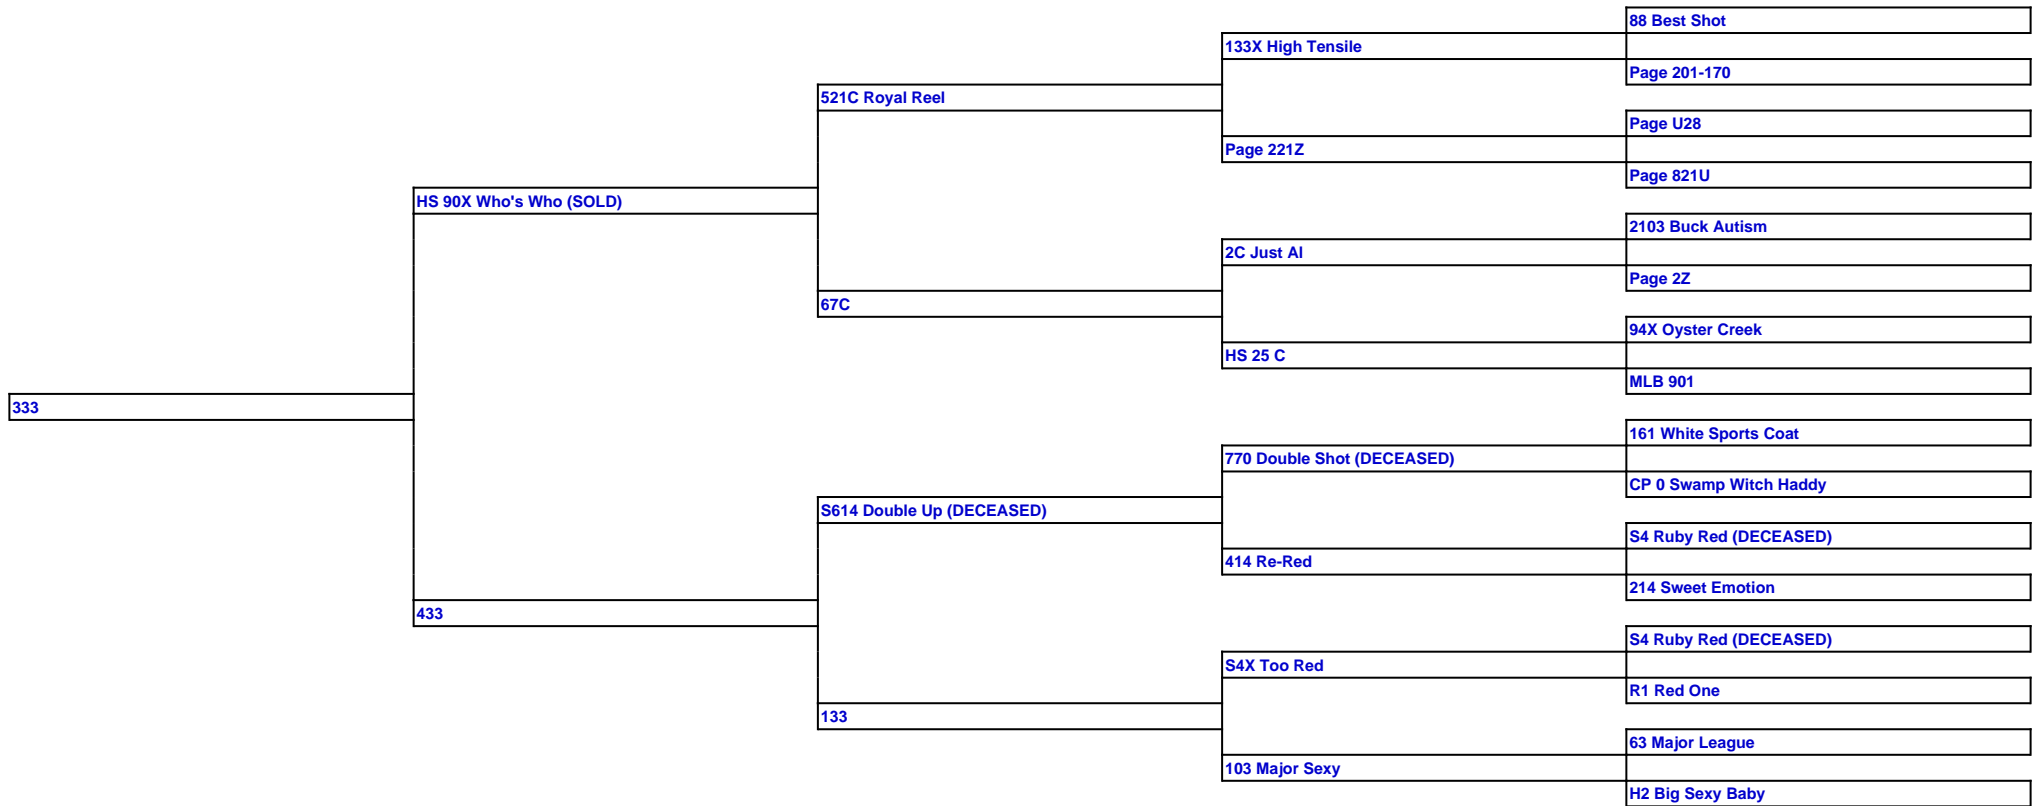 88 Best Shot
133X High Tensile
Page 201-170
521C Royal Reel
Page U28
Page 221Z
Page 821U
HS 90X Who's Who (SOLD)
2103 Buck Autism
2C Just AI
Page 2Z
67C
94X Oyster Creek
HS 25 C
MLB 901
333
161 White Sports Coat
770 Double Shot (DECEASED)
CP 0 Swamp Witch Haddy
S614 Double Up (DECEASED)
S4 Ruby Red (DECEASED)
414 Re-Red
214 Sweet Emotion
433
S4 Ruby Red (DECEASED)
S4X Too Red
R1 Red One
133
63 Major League
103 Major Sexy
H2 Big Sexy Baby